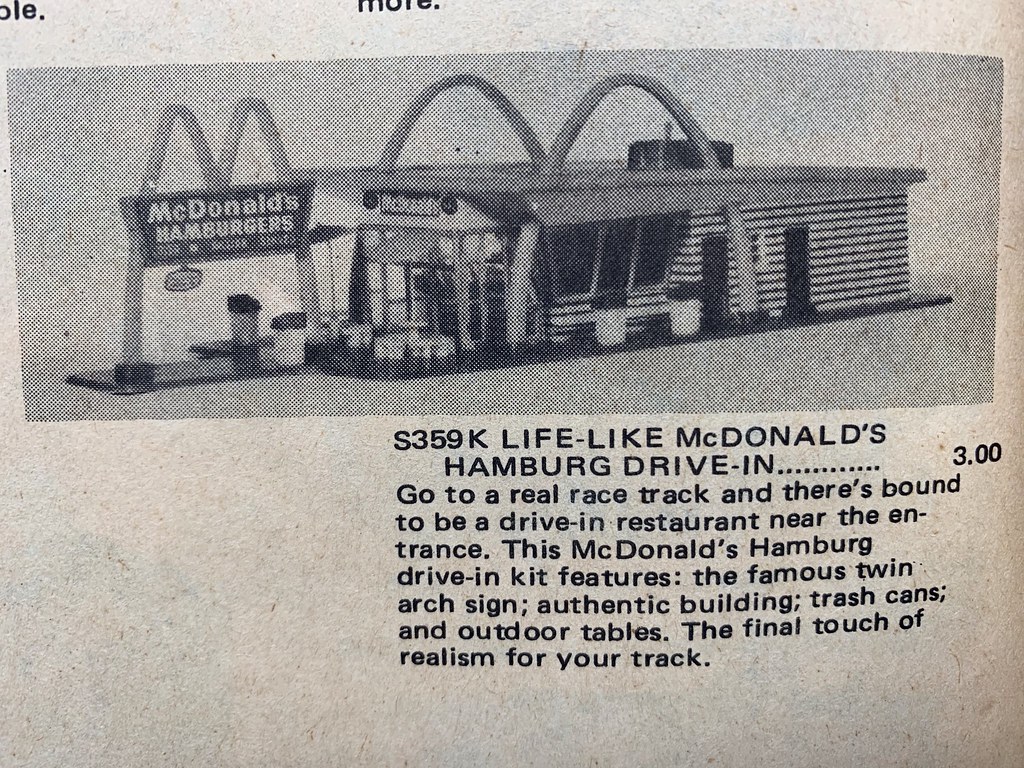 ble.
more.
McDonald's
HAMBURGERS
McDonald's
S359K LIFE-LIKE McDONALD'S
HAMBURG DRIVE-IN............ 3.00
Go to a real race track and there's bound
to be a drive-in restaurant near the en-
trance. This McDonald's Hamburg
drive-in kit features: the famous twin
arch sign; authentic building; trash cans;
and outdoor tables. The final touch of
realism for your track.